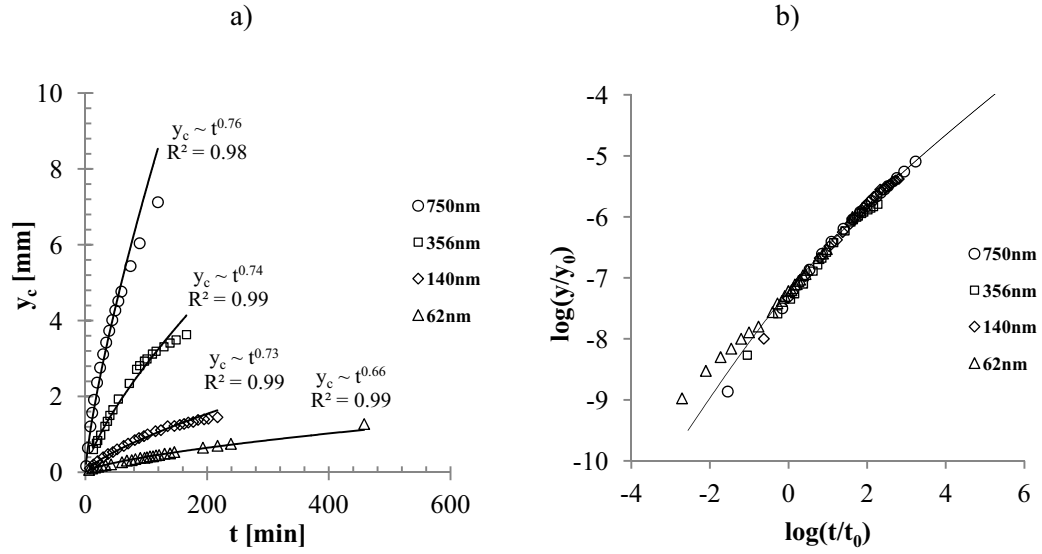 a)
b)
10
8
6
4
2
0
y_c [mm]
0
200
400
600
t [min]
y_c ~ t^0.76
R² = 0.98
y_c ~ t^0.74
R² = 0.99
y_c ~ t^0.73
R² = 0.99
y_c ~ t^0.66
R² = 0.99
750nm
356nm
140nm
62nm
-4
-5
-6
-7
-8
-9
-10
log(y/y_0)
-4
-2
0
2
4
6
log(t/t_0)
750nm
356nm
140nm
62nm